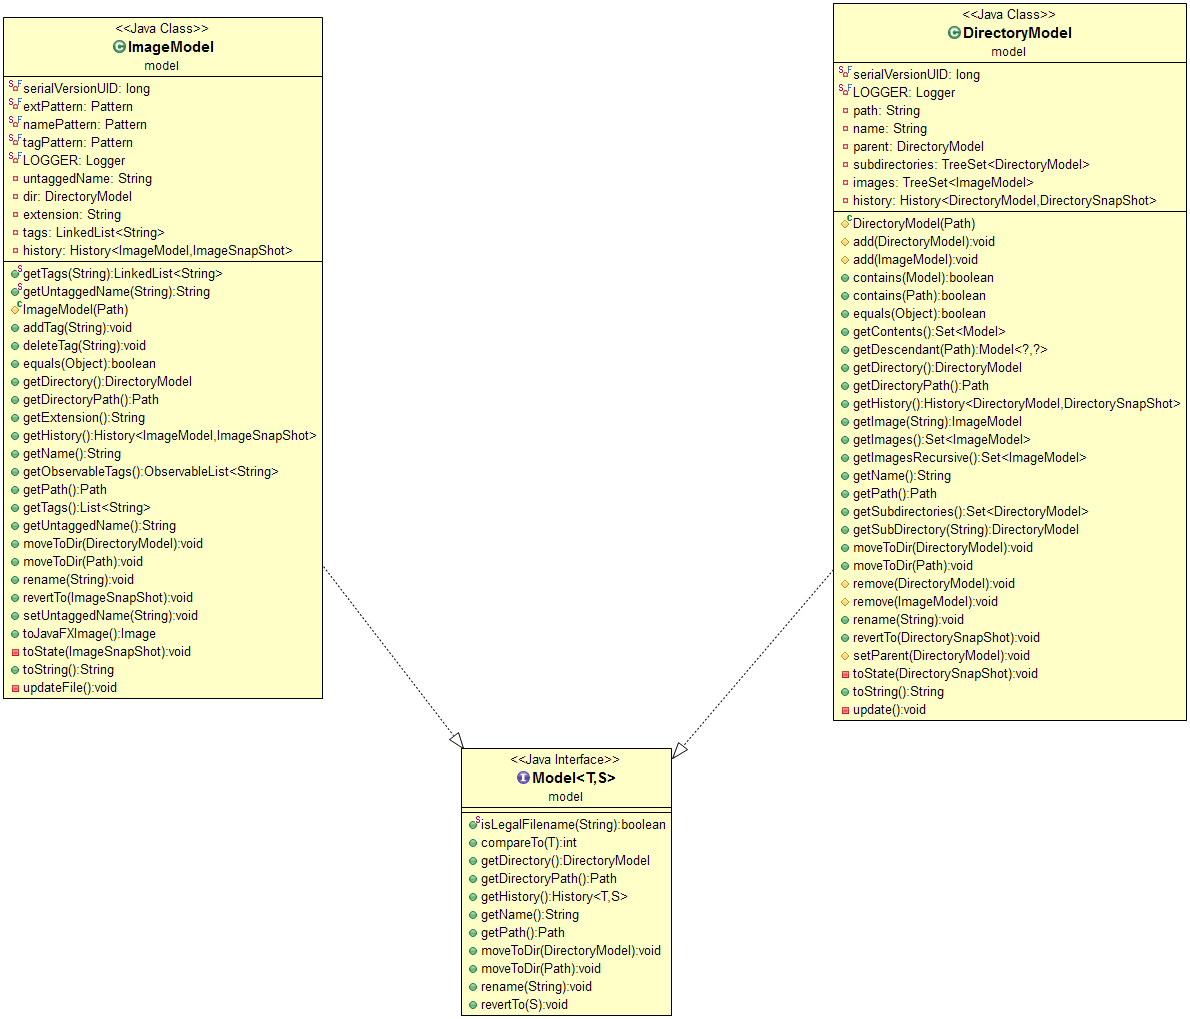 <<Java Class>>
ImageModel
model
serialVersionUID: long
extPattern: Pattern
namePattern: Pattern
tagPattern: Pattern
LOGGER: Logger
untaggedName: String
dir: DirectoryModel
extension: String
tags: LinkedList<String>
history: History<ImageModel,ImageSnapShot>
getTags(String):LinkedList<String>
getUntaggedName(String):String
ImageModel(Path)
addTag(String):void
deleteTag(String):void
equals(Object):boolean
getDirectory():DirectoryModel
getDirectoryPath():Path
getExtension():String
getHistory():History<ImageModel,ImageSnapShot>
getName():String
getObservableTags():ObservableList<String>
getPath():Path
getTags():List<String>
getUntaggedName():String
moveToDir(DirectoryModel):void
moveToDir(Path):void
rename(String):void
revertTo(ImageSnapShot):void
setUntaggedName(String):void
toJavaFXImage():Image
toState(ImageSnapShot):void
toString():String
updateFile():void
<<Java Class>>
DirectoryModel
model
serialVersionUID: long
LOGGER: Logger
path: String
name: String
parent: DirectoryModel
subdirectories: TreeSet<DirectoryModel>
images: TreeSet<ImageModel>
history: History<DirectoryModel,DirectorySnapShot>
DirectoryModel(Path)
add(DirectoryModel):void
add(ImageModel):void
contains(Model):boolean
contains(Path):boolean
equals(Object):boolean
getContents():Set<Model>
getDescendant(Path):Model<?,?>
getDirectory():DirectoryModel
getDirectoryPath():Path
getHistory():History<DirectoryModel,DirectorySnapShot>
getImage(String):ImageModel
getImages():Set<ImageModel>
getImagesRecursive():Set<ImageModel>
getName():String
getPath():Path
getSubdirectories():Set<DirectoryModel>
getSubDirectory(String):DirectoryModel
moveToDir(DirectoryModel):void
moveToDir(Path):void
remove(DirectoryModel):void
remove(ImageModel):void
rename(String):void
revertTo(DirectorySnapShot):void
setParent(DirectoryModel):void
toState(DirectorySnapShot):void
toString():String
update():void
<<Java Interface>>
Model<T,S>
model
isLegalFilename(String):boolean
compareTo(T):int
getDirectory():DirectoryModel
getDirectoryPath():Path
getHistory():History<T,S>
getName():String
getPath():Path
moveToDir(DirectoryModel):void
moveToDir(Path):void
rename(String):void
revertTo(S):void